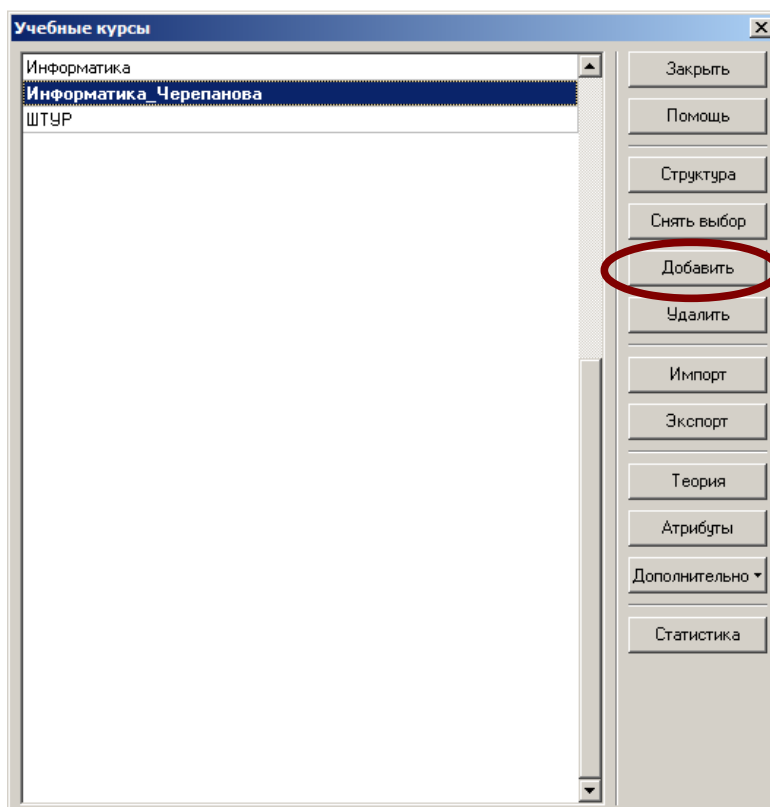 Учебные курсы
Информатика
Информатика_Черепанова
ШТУР
Закрыть
Помощь
Структура
Снять выбор
Добавить
Удалить
Импорт
Экспорт
Теория
Атрибуты
Дополнительно
Статистика